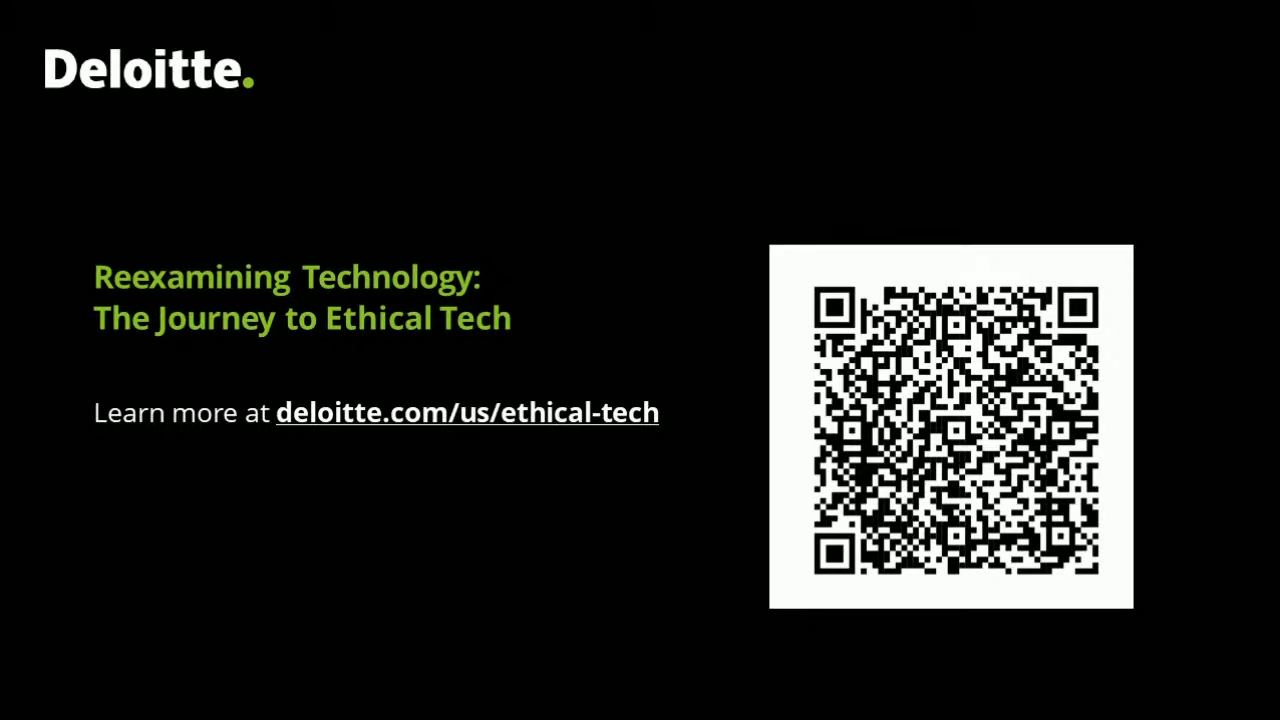 Deloitte.
Reexamining Technology:
The Journey to Ethical Tech
Learn more at deloitte.com/us/ethical-tech